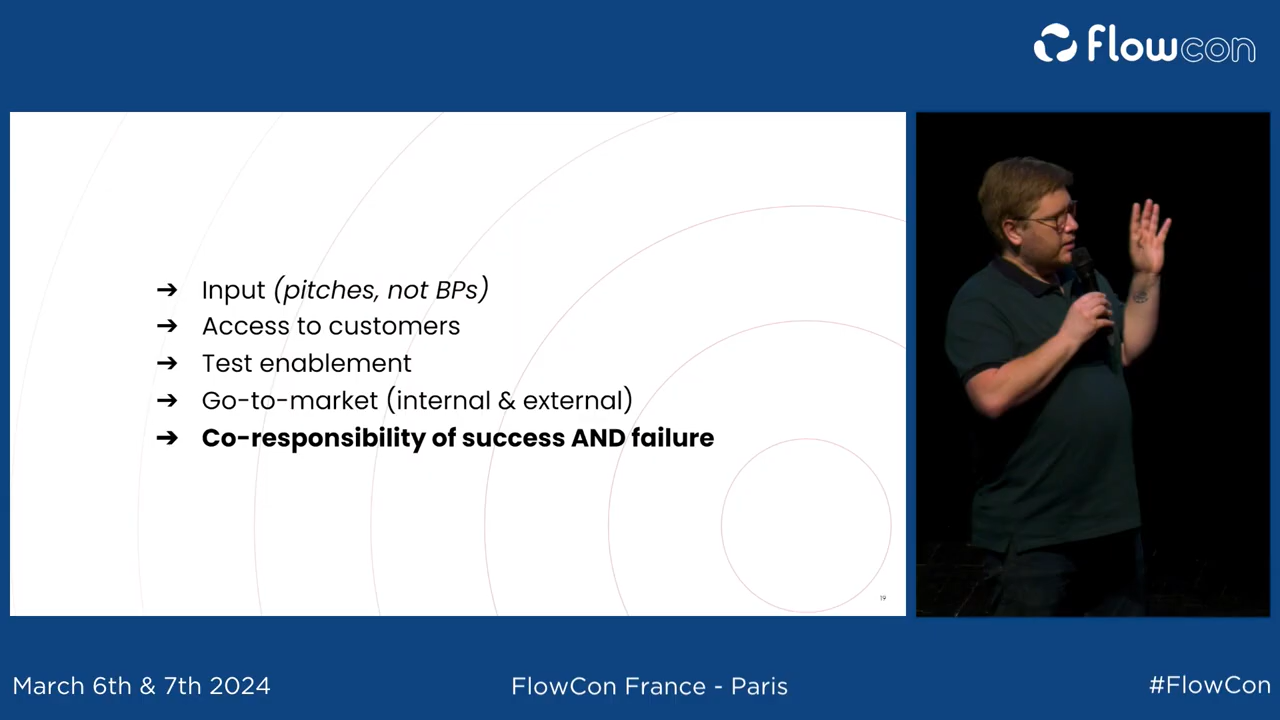 flowcon
➔ Input (pitches, not BPs)
➔ Access to customers
➔ Test enablement
➔ Go-to-market (internal & external)
➔ Co-responsibility of success AND failure
19
March 6th & 7th 2024
FlowCon France - Paris
#FlowCon